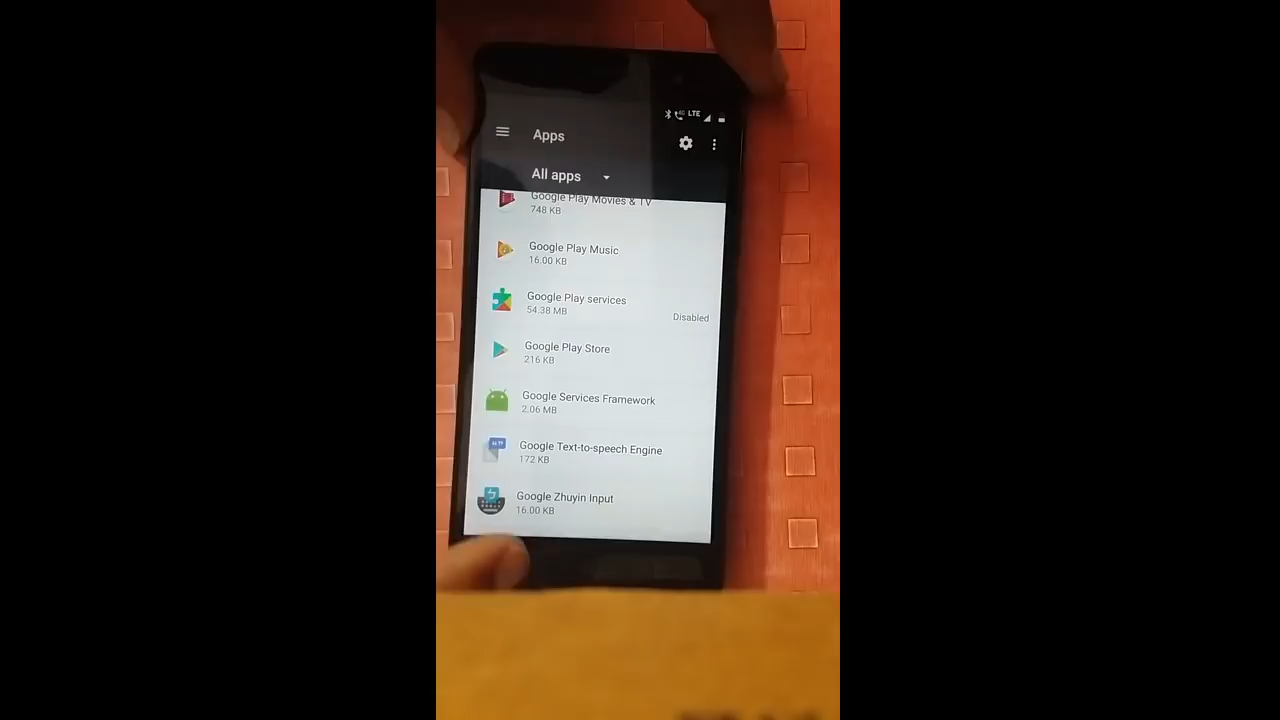 4G LTE
Apps
All apps
Google Play Movies & TV
748 KB
Google Play Music
16.00 KB
Google Play services
54.38 MB
Disabled
Google Play Store
216 KB
Google Services Framework
2.06 MB
Google Text-to-speech Engine
172 KB
Google Zhuyin Input
16.00 KB